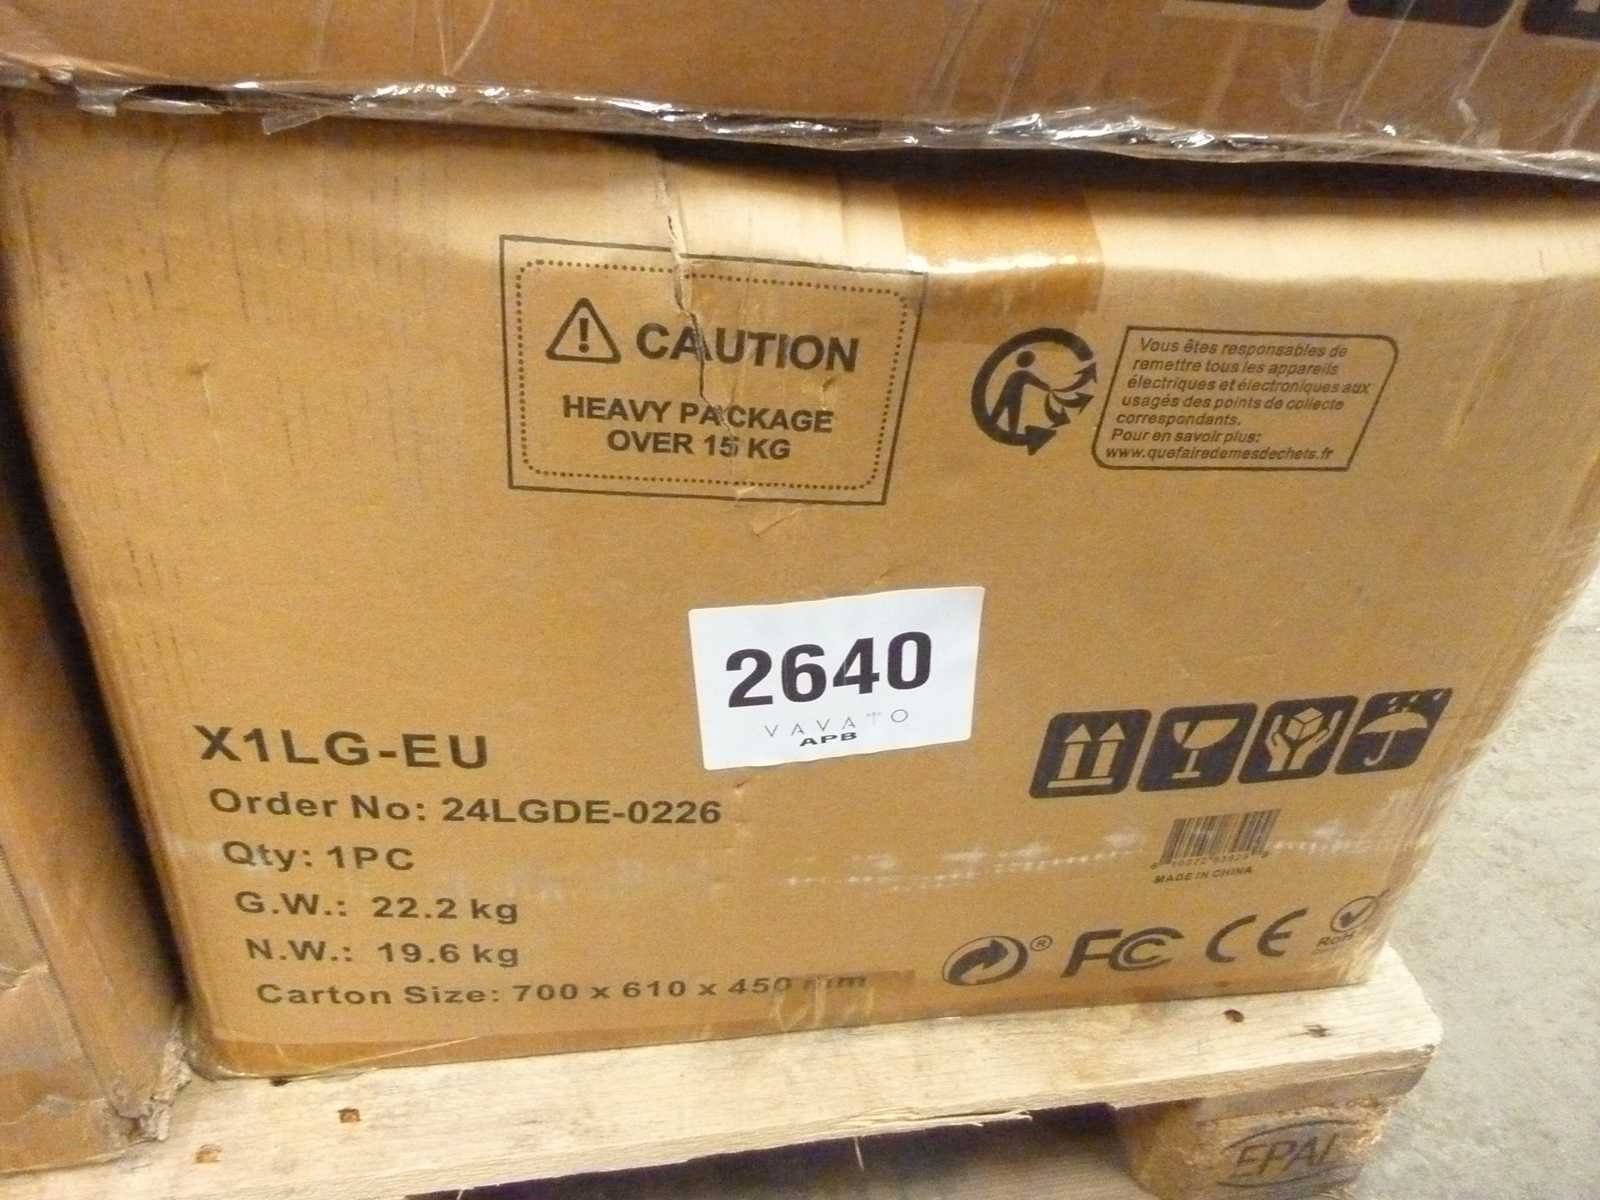 CAUTION
HEAVY PACKAGE
OVER 15 KG
Vous êtes responsables de
remettre tous les appareils
électriques et électroniques aux
usagés des points de collecte
correspondants.
Pour en savoir plus:
www.quefairedemesdechets.fr
2640
VAVATO
APB
X1LG-EU
Order No: 24LGDE-0226
Qty: 1PC
G.W.: 22.2 kg
N.W.: 19.6 kg
Carton Size: 700 x 610 x 450 mm
MADE IN CHINA
® FC CE
EPAL